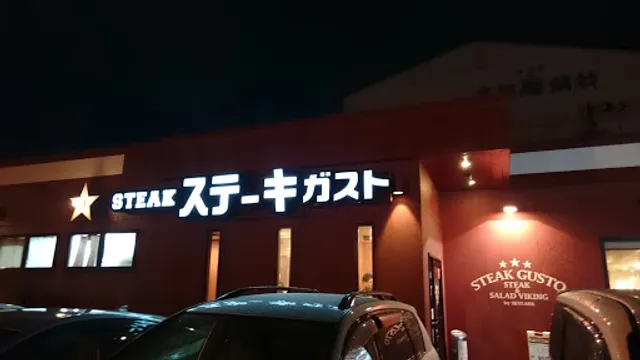 STEAK ステーキガスト
STEAK GUSTO
STEAK
&
SALAD VIKING
by SKYLARK